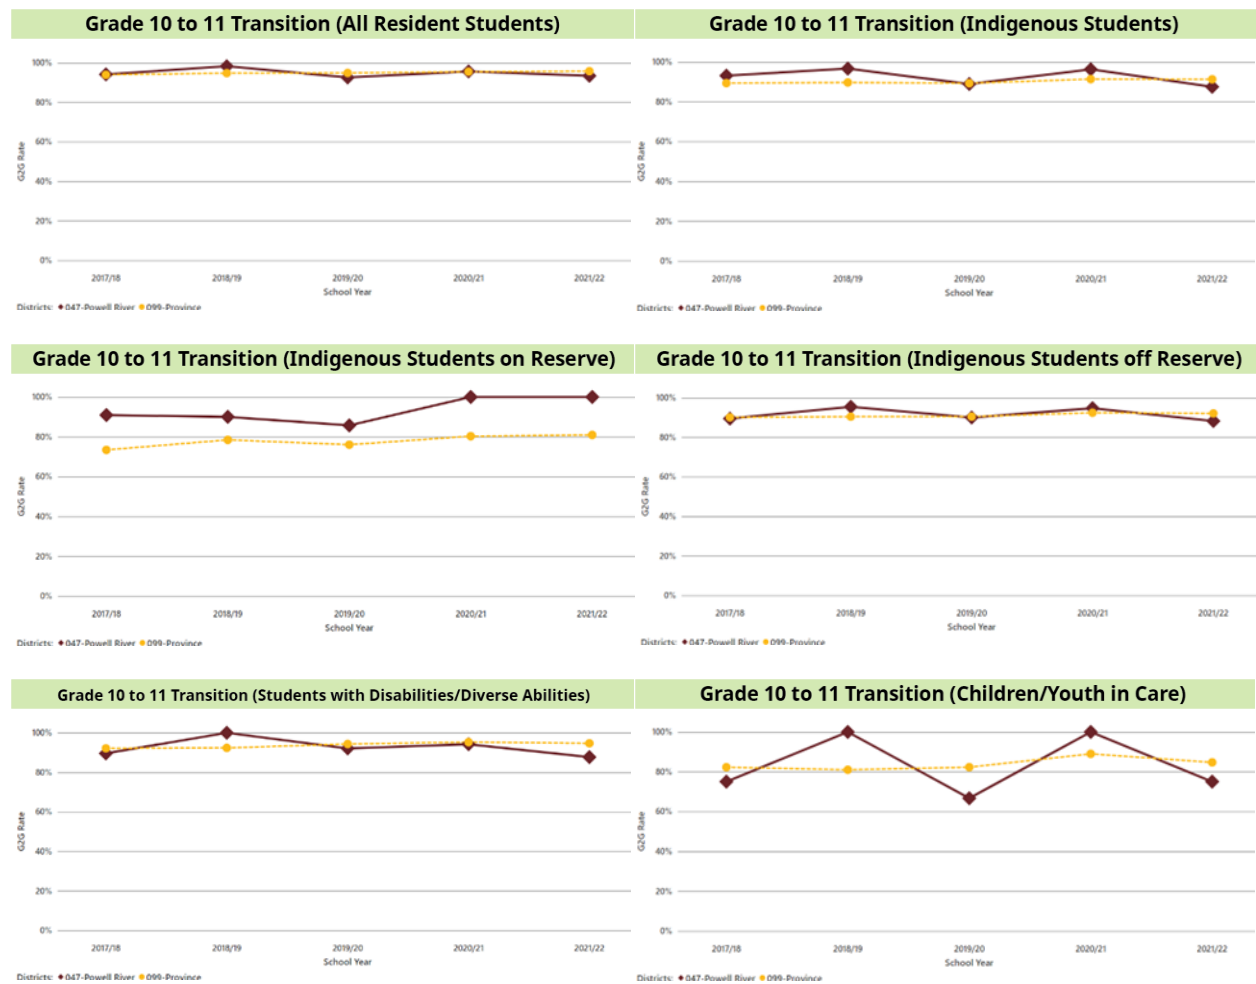 Grade 10 to 11 Transition (All Resident Students)
100%
80%
60%
40%
20%
0%
G2G Rate
2017/18 2018/19 2019/20 2020/21 2021/22
School Year
Districts: 047-Powell River 099-Province
Grade 10 to 11 Transition (Indigenous Students)
100%
80%
60%
40%
20%
0%
G2G Rate
2017/18 2018/19 2019/20 2020/21 2021/22
School Year
Districts: 047-Powell River 099-Province
Grade 10 to 11 Transition (Indigenous Students on Reserve)
100%
80%
60%
40%
20%
0%
G2G Rate
2017/18 2018/19 2019/20 2020/21 2021/22
School Year
Districts: 047-Powell River 099-Province
Grade 10 to 11 Transition (Indigenous Students off Reserve)
100%
80%
60%
40%
20%
0%
G2G Rate
2017/18 2018/19 2019/20 2020/21 2021/22
School Year
Districts: 047-Powell River 099-Province
Grade 10 to 11 Transition (Students with Disabilities/Diverse Abilities)
100%
80%
60%
40%
20%
0%
G2G Rate
2017/18 2018/19 2019/20 2020/21 2021/22
School Year
Districts: 047-Powell River 099-Province
Grade 10 to 11 Transition (Children/Youth in Care)
100%
80%
60%
40%
20%
0%
G2G Rate
2017/18 2018/19 2019/20 2020/21 2021/22
School Year
Districts: 047-Powell River 099-Province